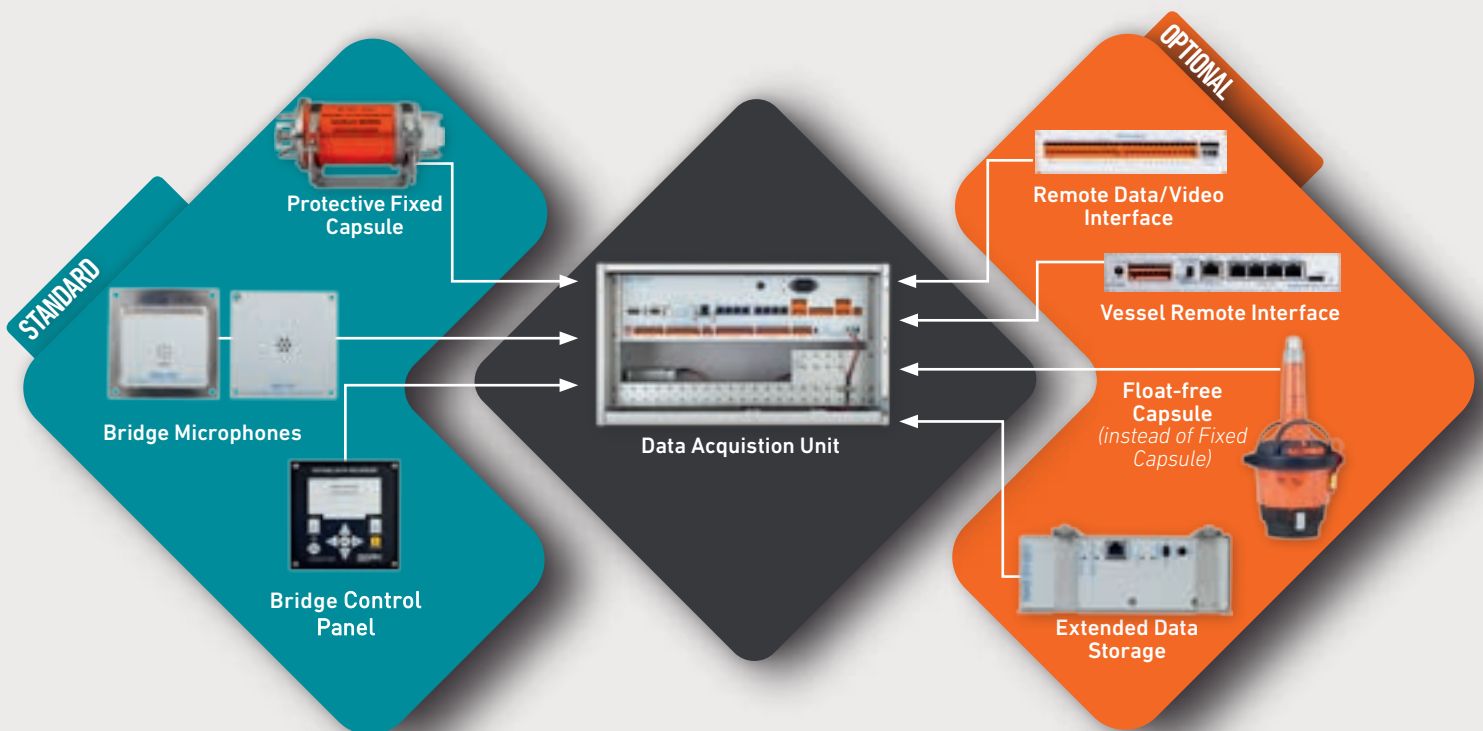 STANDARD
Protective Fixed
Capsule
Bridge Microphones
Bridge Control
Panel
Data Acquistion Unit
OPTIONAL
Remote Data/Video
Interface
Vessel Remote Interface
Float-free
Capsule
(instead of Fixed
Capsule)
Extended Data
Storage